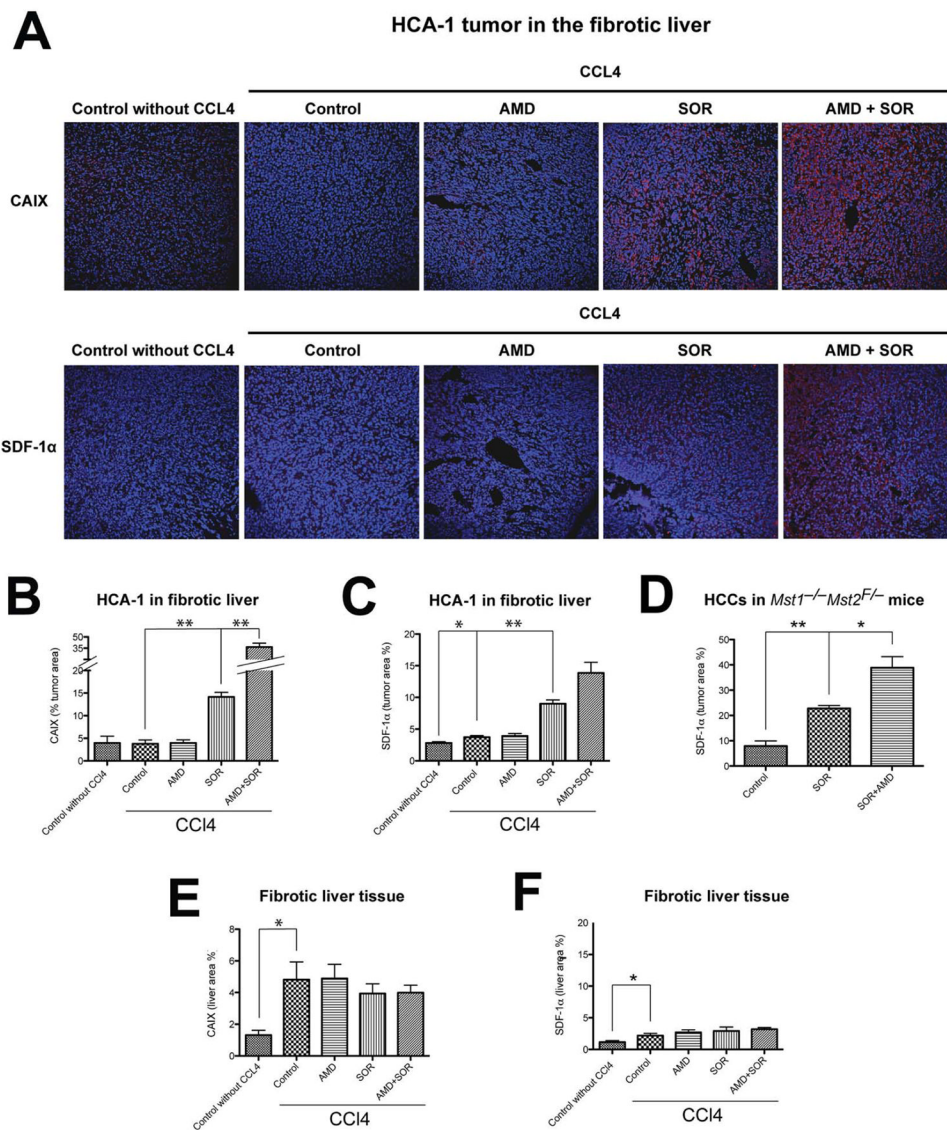 A
HCA-1 tumor in the fibrotic liver
CCL4
Control without CCL4 Control AMD SOR AMD + SOR
CAIX
CCL4
Control without CCL4 Control AMD SOR AMD + SOR
SDF-1α
B
HCA-1 in fibrotic liver
CAIX (% tumor area)
50
35
20
15
10
5
0
** **
Control without CCl4
Control
AMD
SOR
AMD+SOR
CCl4
C
HCA-1 in fibrotic liver
SDF-1α (tumor area %)
20
15
10
5
0
* **
Control without CCl4
Control
AMD
SOR
AMD+SOR
CCl4
D
HCCs in Mst1–/–Mst2F/– mice
SDF-1α (tumor area %)
50
40
30
20
10
0
** *
Control
SOR
SOR+AMD
E
Fibrotic liver tissue
CAIX (liver area %)
8
6
4
2
0
*
Control without CCL4
Control
AMD
SOR
AMD+SOR
CCl4
F
Fibrotic liver tissue
SDF-1α (liver area %)
20
15
10
5
0
*
Control without CCl4
Control
AMD
SOR
AMD+SOR
CCl4